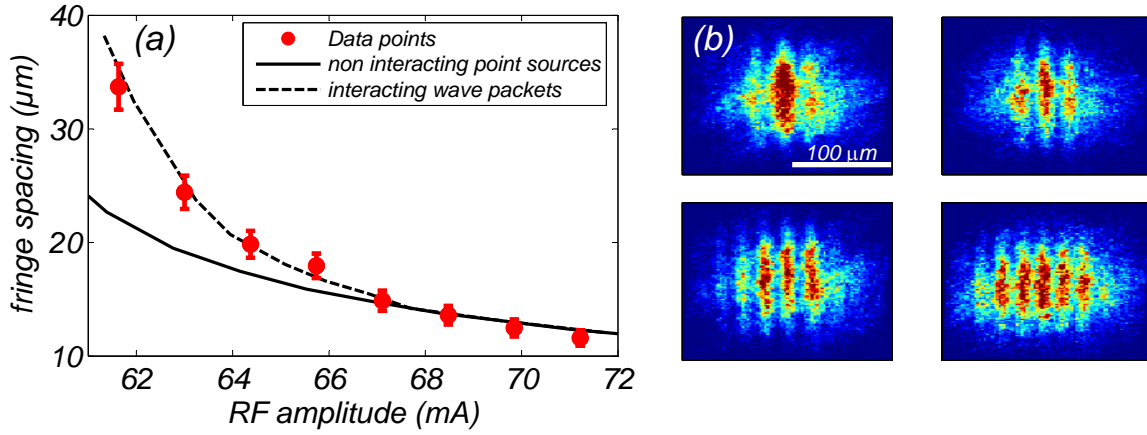 40
30
20
10
fringe spacing (μm)
(a)
Data points
non interacting point sources
interacting wave packets
62 64 66 68 70 72
RF amplitude (mA)
(b)
100 μm